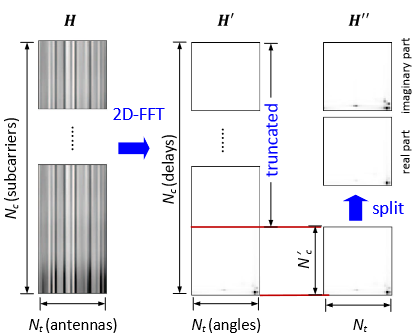 H
H′
H′′
N_c (subcarriers)
2D-FFT
N_c (delays)
truncated
imaginary part
real part
split
N′_c
N_t (antennas)
N_t (angles)
N_t